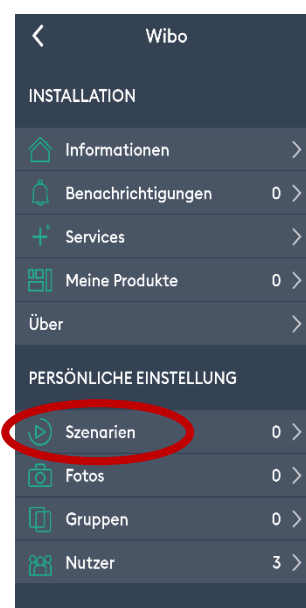 Wibo
INSTALLATION
Informationen
Benachrichtigungen 0
Services
Meine Produkte 0
Über
PERSÖNLICHE EINSTELLUNG
Szenarien 0
Fotos 0
Gruppen 0
Nutzer 3